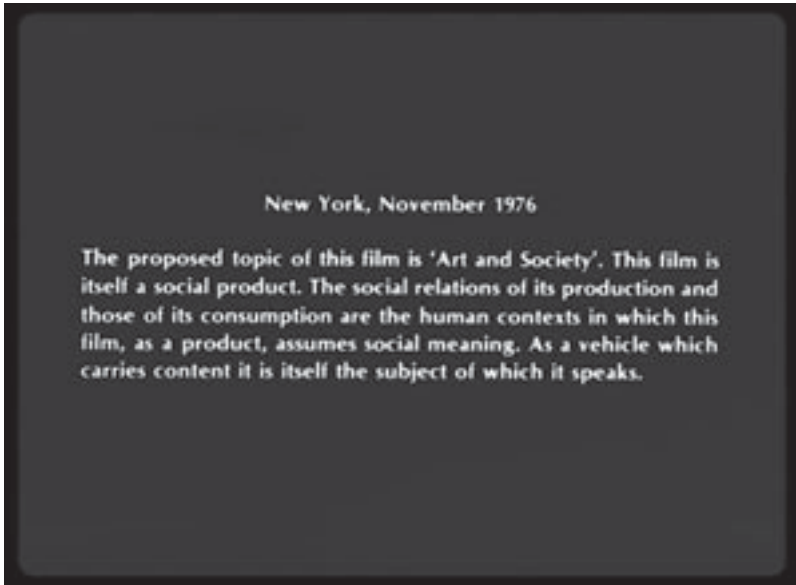 New York, November 1976
The proposed topic of this film is 'Art and Society'. This film is
itself a social product. The social relations of its production and
those of its consumption are the human contexts in which this
film, as a product, assumes social meaning. As a vehicle which
carries content it is itself the subject of which it speaks.